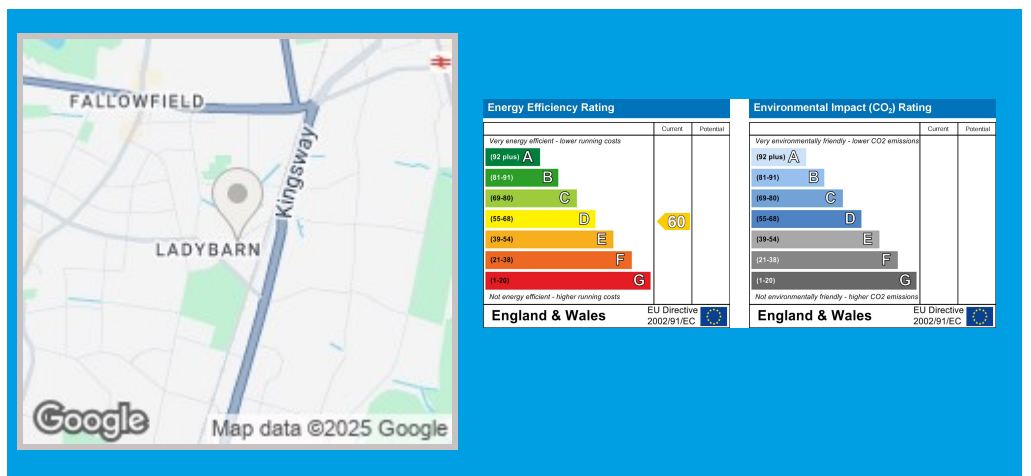 FALLOWFIELD
Kingsway
LADYBARN
Google
Map data ©2025 Google
Energy Efficiency Rating
Current Potential
Very energy efficient - lower running costs
(92 plus) A
(81-91) B
(69-80) C
(55-68) D 60
(39-54) E
(21-38) F
(1-20) G
Not energy efficient - higher running costs
England & Wales
EU Directive
2002/91/EC
Environmental Impact (CO₂) Rating
Current Potential
Very environmentally friendly - lower CO2 emissions
(92 plus) A
(81-91) B
(69-80) C
(55-68) D
(39-54) E
(21-38) F
(1-20) G
Not environmentally friendly - higher CO2 emissions
England & Wales
EU Directive
2002/91/EC